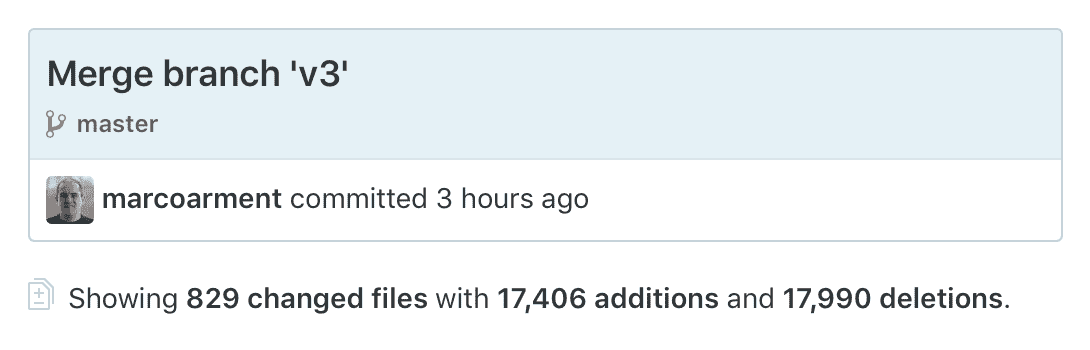 Merge branch 'v3'
master
marcoarment committed 3 hours ago
Showing 829 changed files with 17,406 additions and 17,990 deletions.